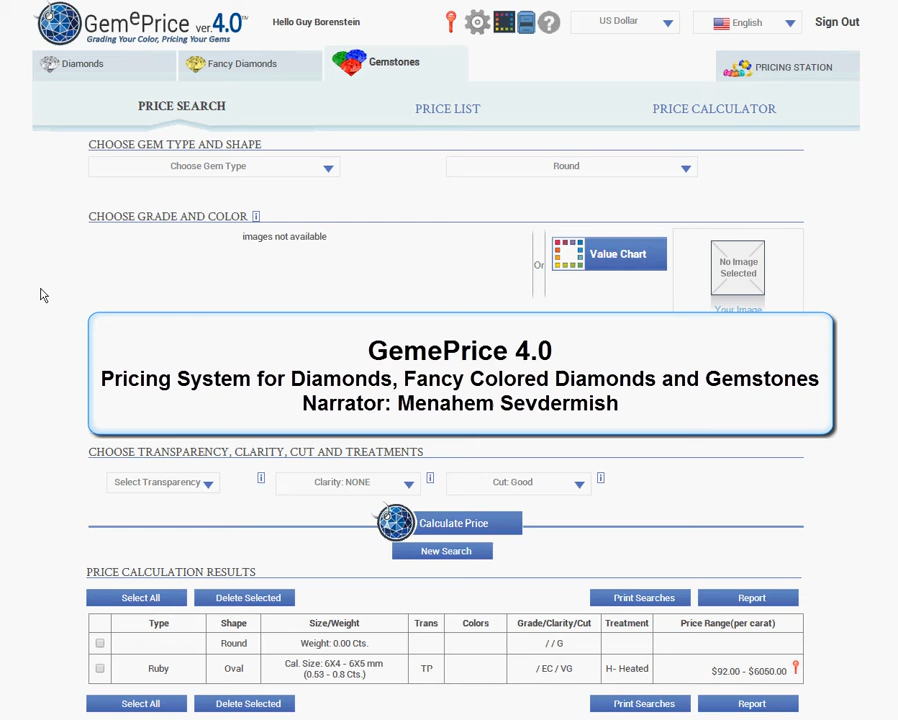 GemePrice ver.4.0™
Grading Your Color, Pricing Your Gems
Hello Guy Borenstein
US Dollar
English
Sign Out
Diamonds
Fancy Diamonds
Gemstones
PRICING STATION
PRICE SEARCH
PRICE LIST
PRICE CALCULATOR
CHOOSE GEM TYPE AND SHAPE
Choose Gem Type
Round
CHOOSE GRADE AND COLOR i
images not available
Or
Value Chart
No Image
Selected
Your Image
GemePrice 4.0
Pricing System for Diamonds, Fancy Colored Diamonds and Gemstones
Narrator: Menahem Sevdermish
CHOOSE TRANSPARENCY, CLARITY, CUT AND TREATMENTS
Select Transparency i Clarity: NONE i Cut: Good i
Calculate Price
New Search
PRICE CALCULATION RESULTS
Select All Delete Selected Print Searches Report
Type Shape Size/Weight Trans Colors Grade/Clarity/Cut Treatment Price Range(per carat)
Round Weight: 0.00 Cts. / / G
Ruby Oval Cal. Size: 6X4 - 6X5 mm TP / EC / VG H- Heated $92.00 - $6050.00
(0.53 - 0.8 Cts.)
Select All Delete Selected Print Searches Report